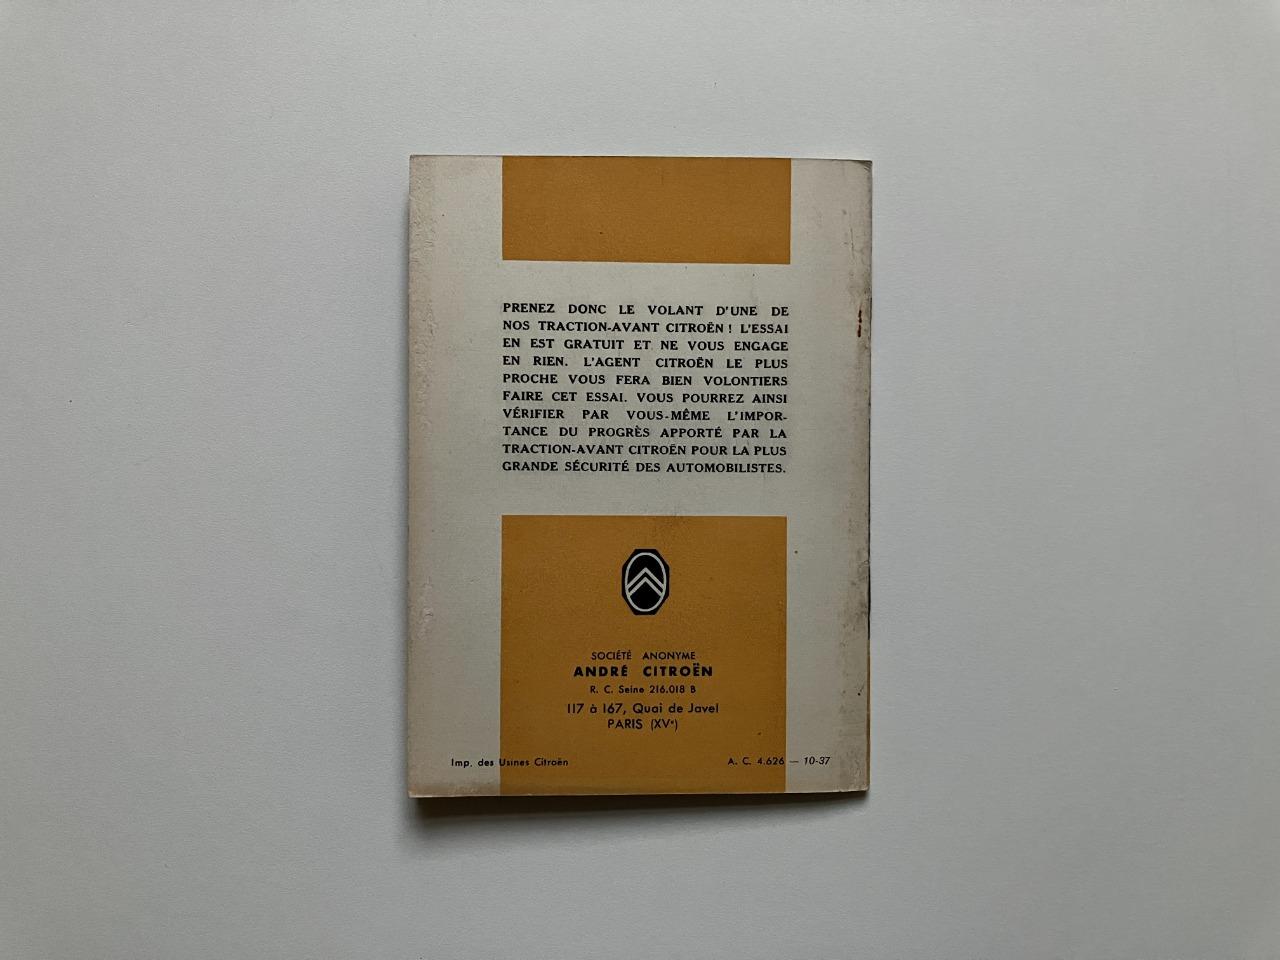 PRENEZ DONC LE VOLANT D'UNE DE
NOS TRACTION-AVANT CITROËN ! L'ESSAI
EN EST GRATUIT ET NE VOUS ENGAGE
EN RIEN. L'AGENT CITROËN LE PLUS
PROCHE VOUS FERA BIEN VOLONTIERS
FAIRE CET ESSAI. VOUS POURREZ AINSI
VÉRIFIER PAR VOUS-MÊME L'IMPOR-
TANCE DU PROGRÈS APPORTÉ PAR LA
TRACTION-AVANT CITROËN POUR LA PLUS
GRANDE SÉCURITÉ DES AUTOMOBILISTES.
SOCIÉTÉ ANONYME
ANDRÉ CITROËN
R. C. Seine 216.018 B
117 à 167, Quai de Javel
PARIS (XVᵉ)
Imp. des Usines Citroën
A. C. 4.626 — 10-37